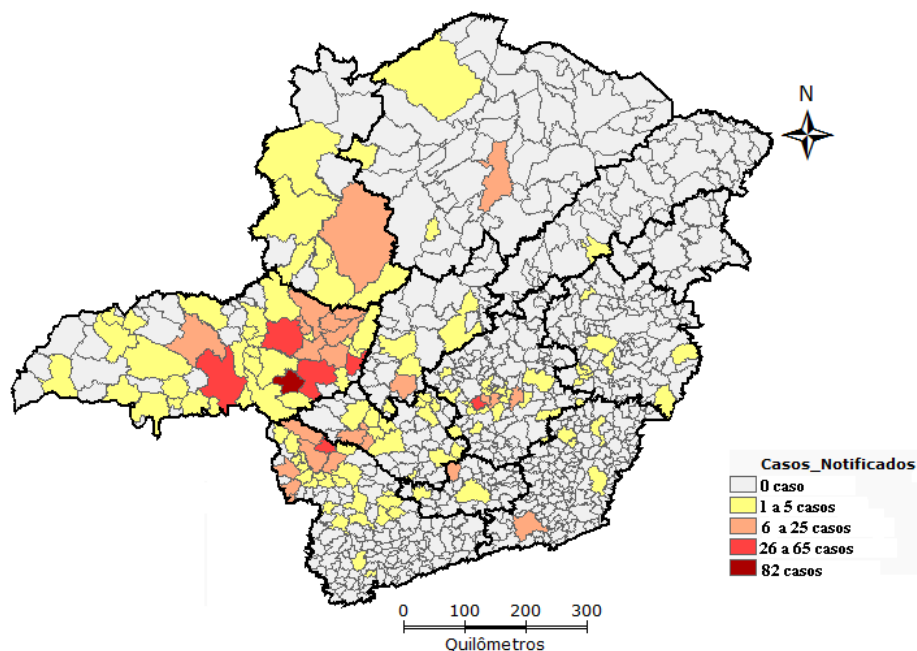 N
Casos_Notificados
0 caso
1 a 5 casos
6 a 25 casos
26 a 65 casos
82 casos
0 100 200 300
Quilômetros